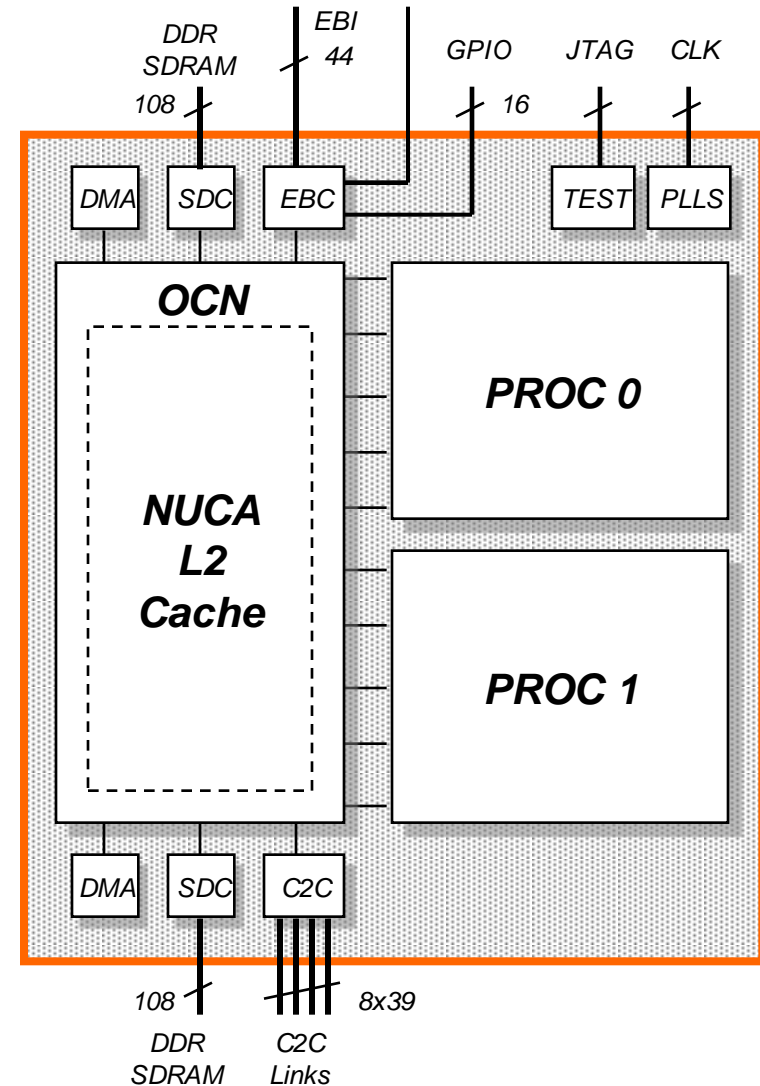 DDR
SDRAM
108
EBI
44
GPIO
16
JTAG
CLK
DMA
SDC
EBC
TEST
PLLS
OCN
NUCA
L2
Cache
PROC 0
PROC 1
DMA
SDC
C2C
108
8x39
DDR
SDRAM
C2C
Links